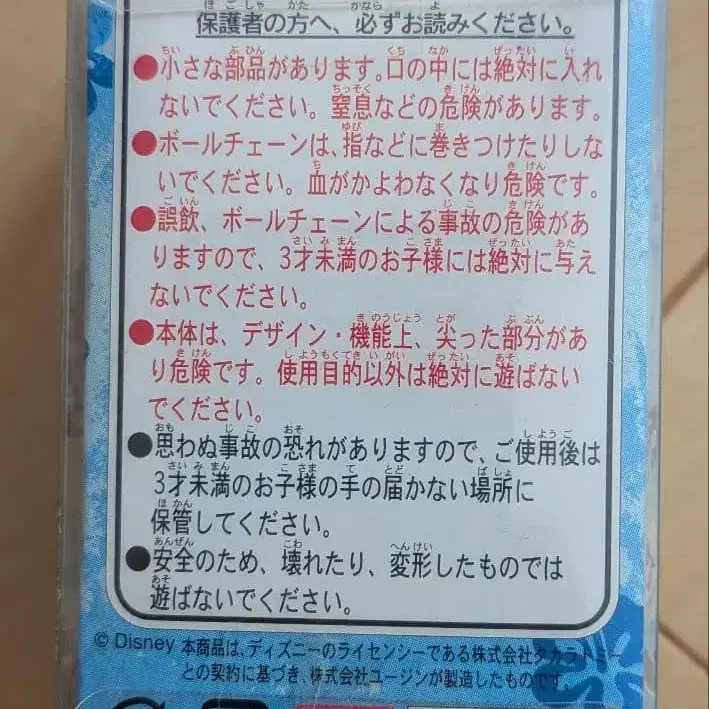 保護者の方へ、必ずお読みください。
●小さな部品があります。口の中には絶対に入れ
ないでください。窒息などの危険があります。
●ボールチェーンは、指などに巻きつけたりしな
いでください。血がかよわなくなり危険です。
●誤飲、ボールチェーンによる事故の危険があ
りますので、3才未満のお子様には絶対に与え
ないでください。
●本体は、デザイン・機能上、尖った部分があ
り危険です。使用目的以外は絶対に遊ばない
でください。
●思わぬ事故の恐れがありますので、ご使用後は
3才未満のお子様の手の届かない場所に
保管してください。
●安全のため、壊れたり、変形したものでは
遊ばないでください。
© Disney 本商品は、ディズニーのライセンシーである株式会社タカラトミー
との契約に基づき、株式会社ユージンが製造したものです。